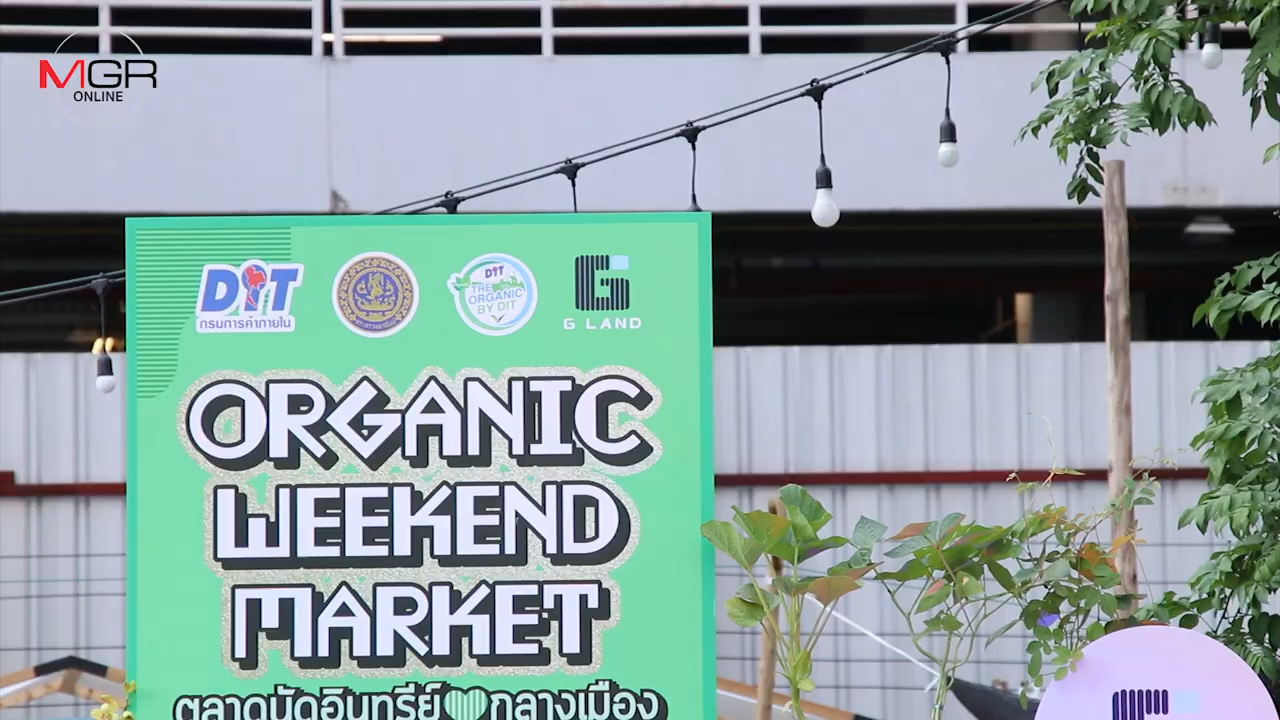 MGR
ONLINE
DIT
กรมการค้าภายใน
DIT
THE
ORGANIC
BY DIT
G LAND
ORGANIC
WEEKEND
MARKET
ตลาดนัดอินทรีย์ กลางเมือง